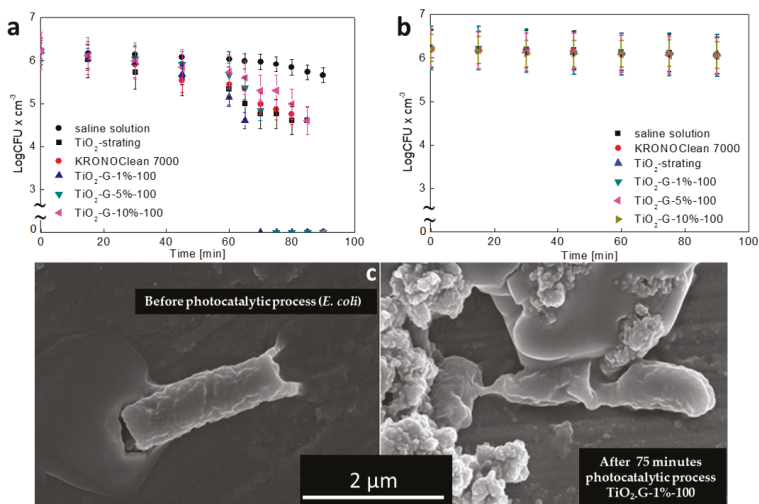 a
7
6
5
4
3
0
LogCFU x cm-3
saline solution
TiO2-strating
KRONOClean 7000
TiO2-G-1%-100
TiO2-G-5%-100
TiO2-G-10%-100
0 20 40 60 80 100
Time [min]
b
7
6
5
4
3
0
LogCFU x cm-3
saline solution
KRONOClean 7000
TiO2-strating
TiO2-G-1%-100
TiO2-G-5%-100
TiO2-G-10%-100
0 20 40 60 80 100
Time [min]
c
Before photocatalytic process (E. coli)
2 µm
After 75 minutes
photocatalytic process
TiO2-G-1%-100